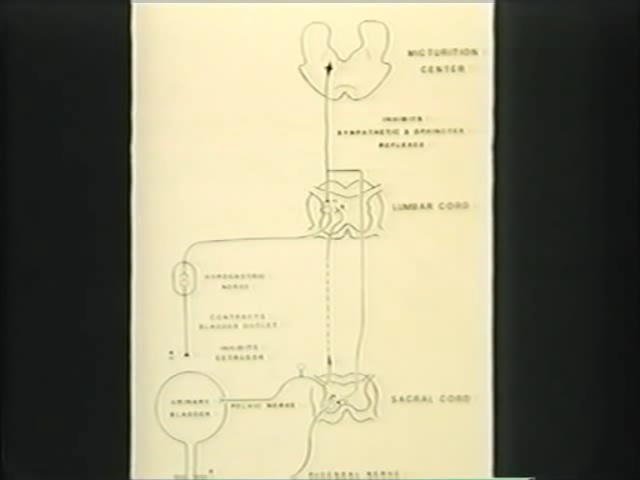 MICTURITION
CENTER
INHIBITS
SYMPATHETIC & SPHINCTER
REFLEXES
LUMBAR CORD
HYPOGASTRIC
NERVE
CONTRACTS
BLADDER OUTLET
INHIBITS
DETRUSOR
URINARY
BLADDER
PELVIC NERVE
SACRAL CORD
PUDENDAL NERVE